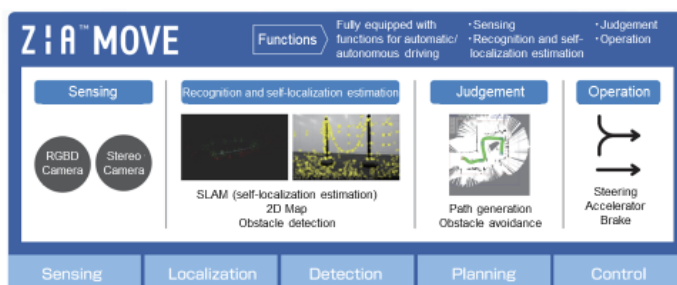 ZIA™ MOVE
Functions
Fully equipped with
functions for automatic/
autonomous driving
・Sensing
・Recognition and self-
localization estimation
・Judgement
・Operation
Sensing
RGBD
Camera
Stereo
Camera
Recognition and self-localization estimation
SLAM (self-localization estimation)
2D Map
Obstacle detection
Judgement
Path generation
Obstacle avoidance
Operation
Steering
Accelerator
Brake
Sensing
Localization
Detection
Planning
Control